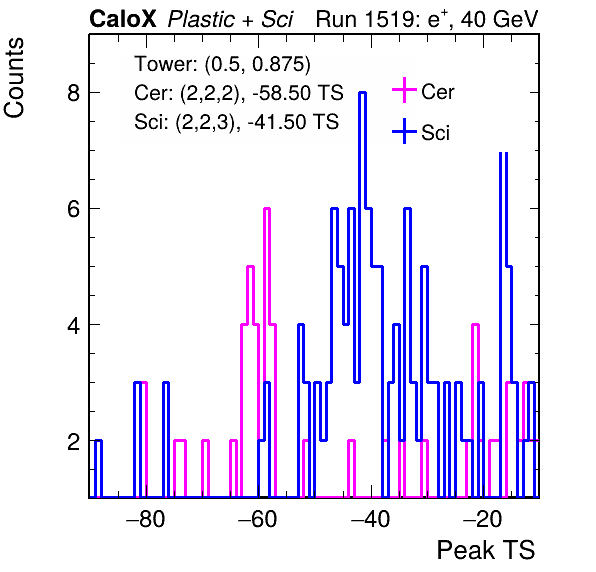 CaloX Plastic + Sci Run 1519: e⁺, 40 GeV
Counts
Tower: (0.5, 0.875)
Cer: (2,2,2), -58.50 TS
Sci: (2,2,3), -41.50 TS
Cer
Sci
8
6
4
2
−80 −60 −40 −20
Peak TS